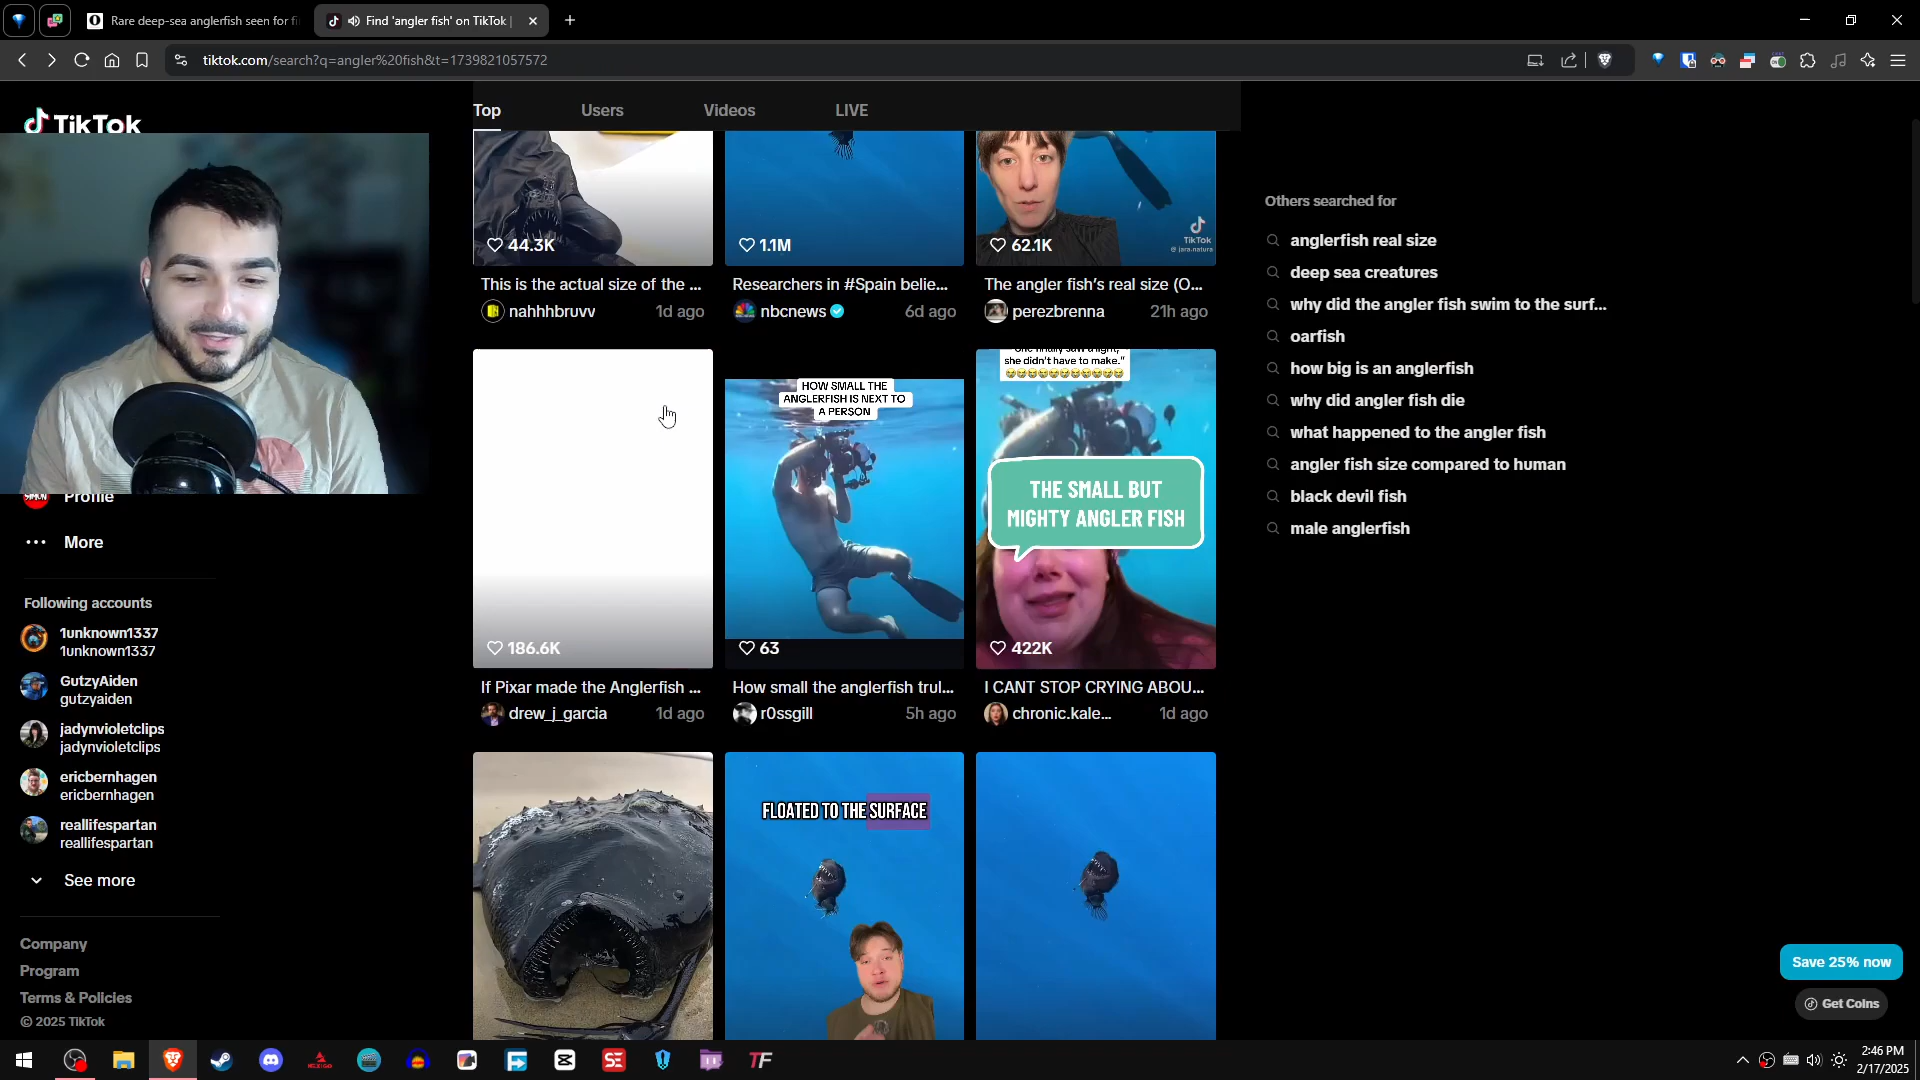 Rare deep-sea anglerfish seen for fi
Find 'angler fish' on TikTok |
tiktok.com/search?q=angler%20fish&t=1739821057572
TikTok
Top
Users
Videos
LIVE
44.3K
1.1M
62.1K
TikTok
@ jara.natura
This is the actual size of the ...
Researchers in #Spain belie...
The angler fish's real size (O...
nahhhbruvv
1d ago
nbcnews
6d ago
perezbrenna
21h ago
she didn't have to make."
HOW SMALL THE
ANGLERFISH IS NEXT TO
A PERSON
THE SMALL BUT
MIGHTY ANGLER FISH
186.6K
63
422K
If Pixar made the Anglerfish ...
How small the anglerfish trul...
I CANT STOP CRYING ABOU...
drew_j_garcia
1d ago
r0ssgill
5h ago
chronic.kale...
1d ago
FLOATED TO THE SURFACE
Others searched for
anglerfish real size
deep sea creatures
why did the angler fish swim to the surf...
oarfish
how big is an anglerfish
why did angler fish die
what happened to the angler fish
angler fish size compared to human
black devil fish
male anglerfish
Profile
More
Following accounts
1unknown1337
1unknown1337
GutzyAiden
gutzyaiden
jadynvioletclips
jadynvioletclips
ericbernhagen
ericbernhagen
reallifespartan
reallifespartan
See more
Company
Program
Terms & Policies
© 2025 TikTok
Save 25% now
Get Coins
SE
TF
2:46 PM
2/17/2025